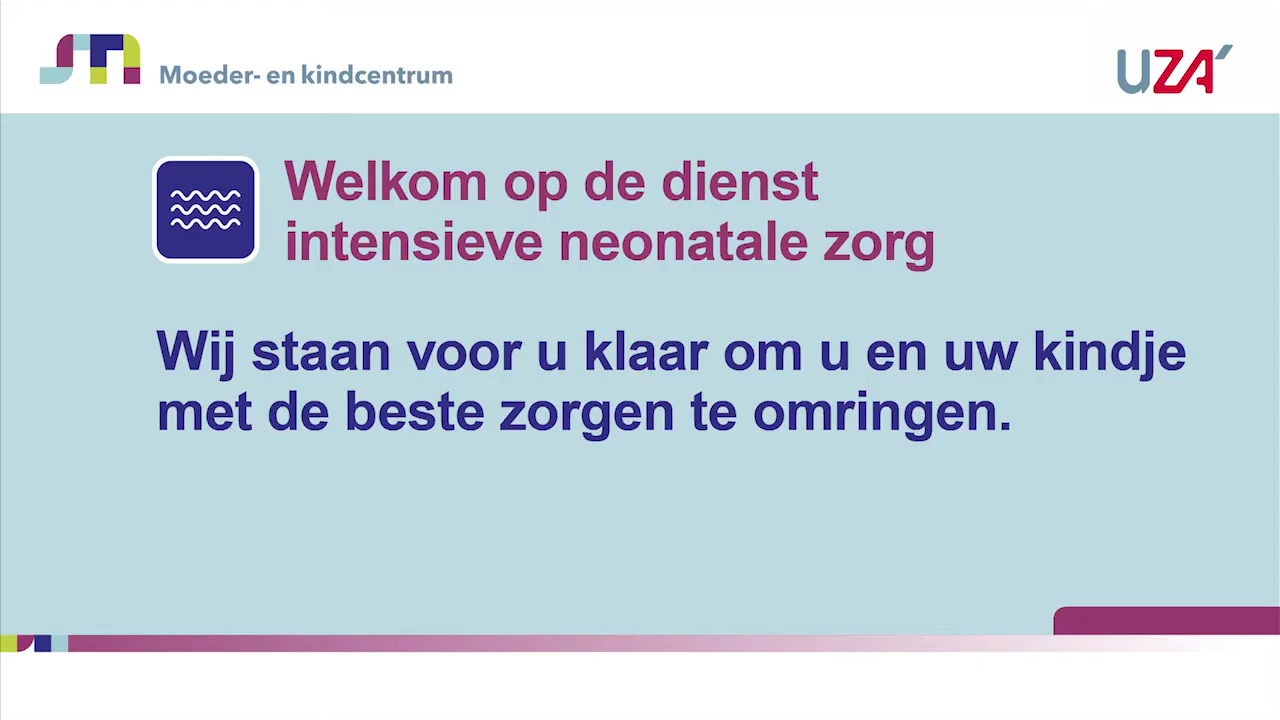 Moeder- en kindcentrum
UZA
Welkom op de dienst
intensieve neonatale zorg
Wij staan voor u klaar om u en uw kindje
met de beste zorgen te omringen.